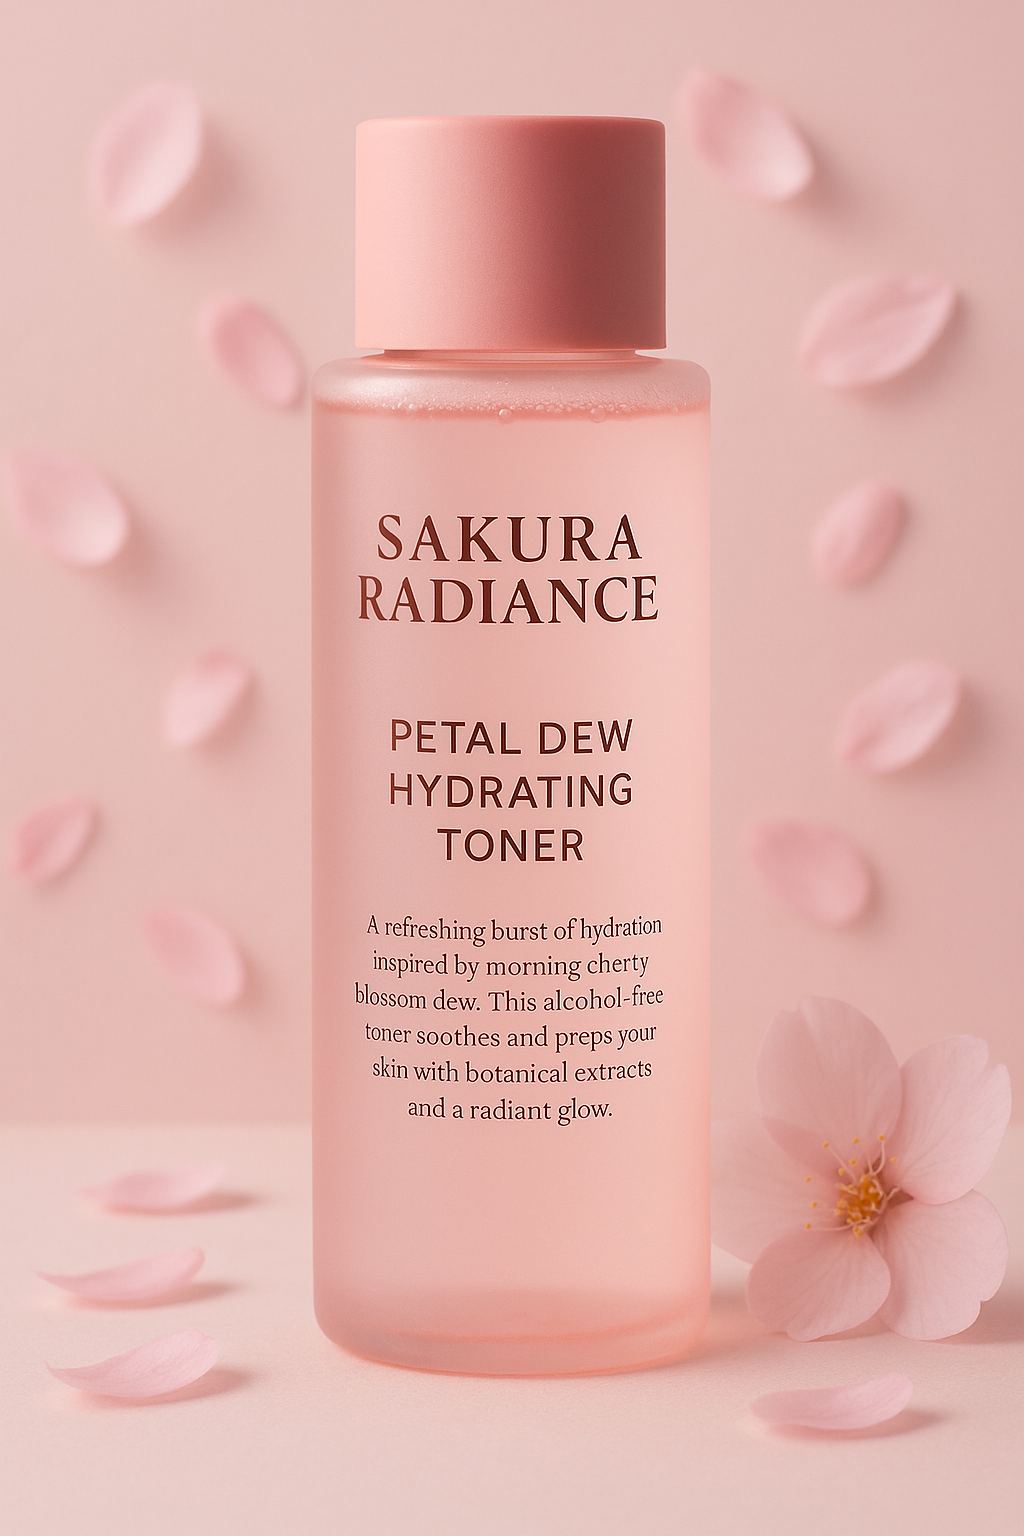 SAKURA
RADIANCE
PETAL DEW
HYDRATING
TONER
A refreshing burst of hydration
inspired by morning cherty
blossom dew. This alcohol-free
toner soothes and preps your
skin with botanical extracts
and a radiant glow.